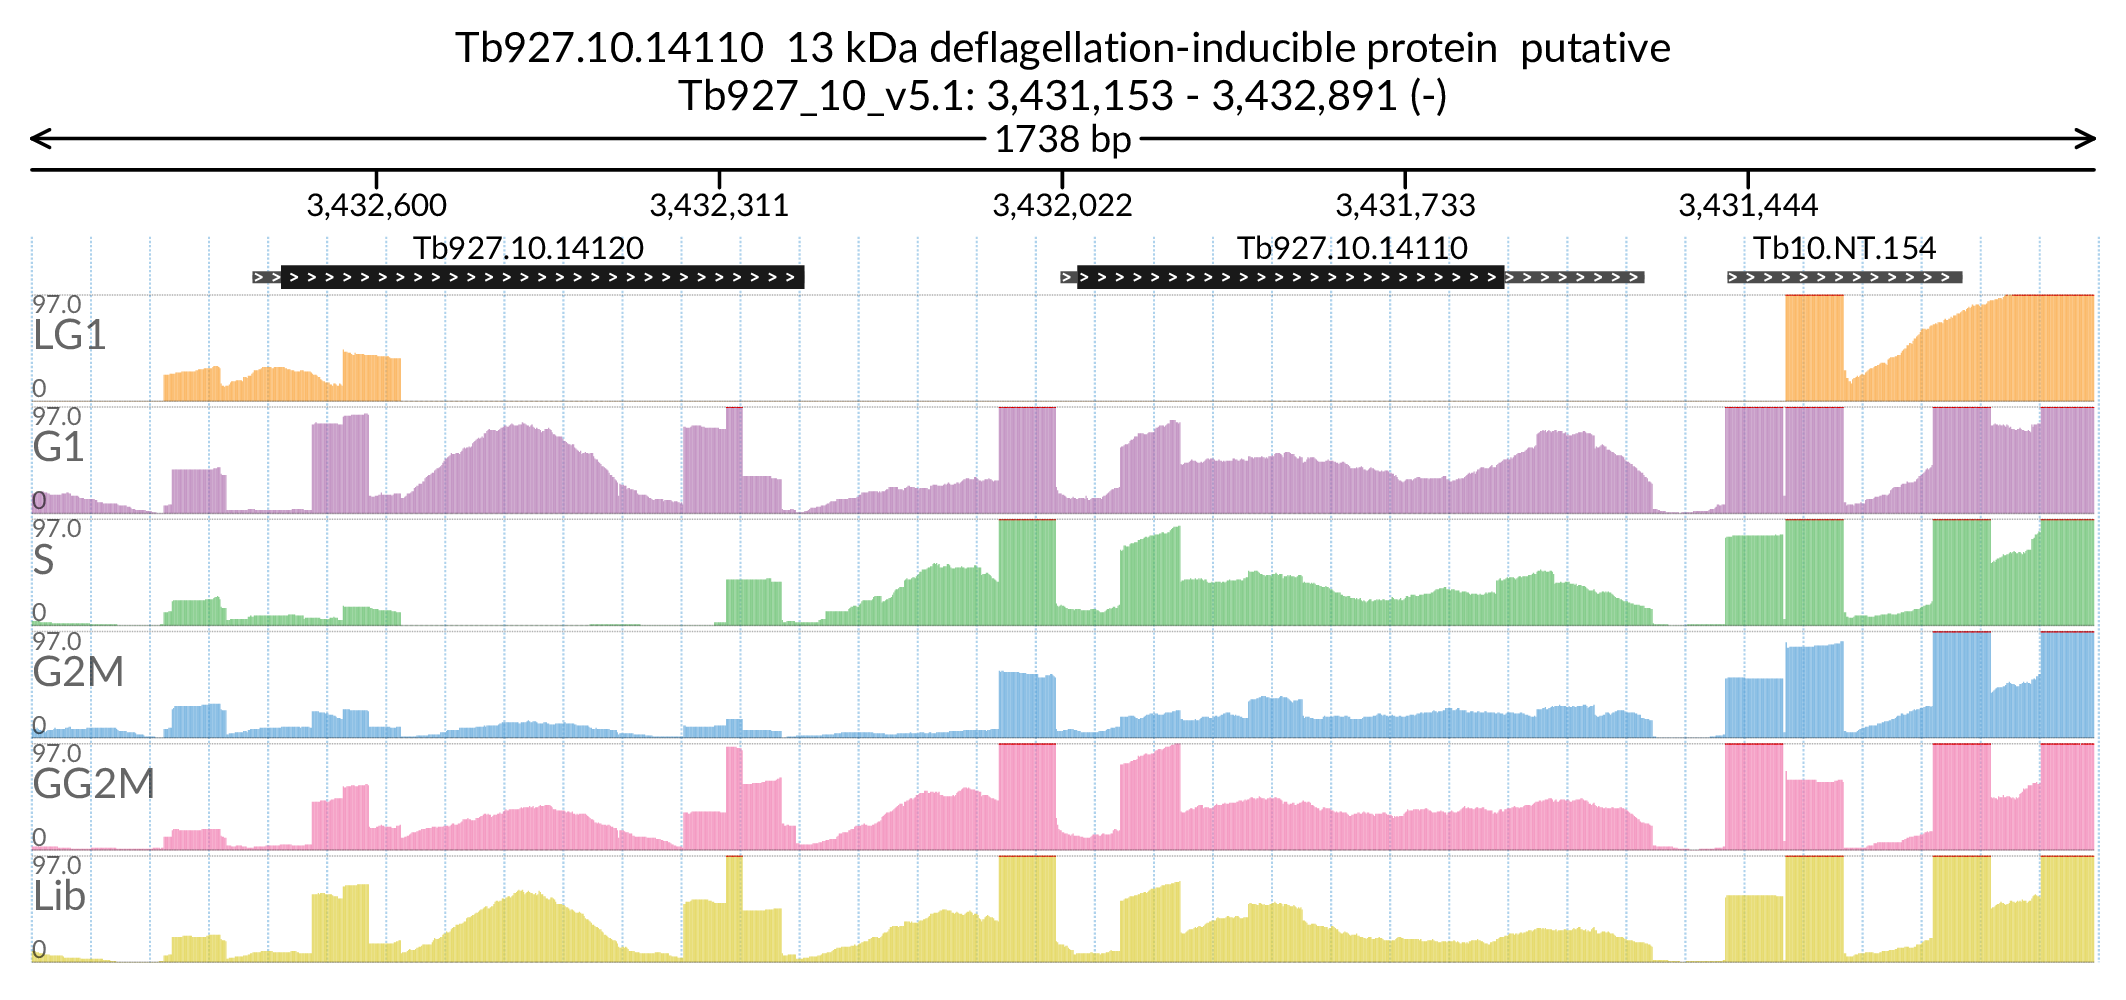 Tb927.10.14110  13 kDa deflagellation-inducible protein  putative
Tb927_10_v5.1: 3,431,153 - 3,432,891 (-)
1738 bp
3,432,600 3,432,311 3,432,022 3,431,733 3,431,444
Tb927.10.14120 Tb927.10.14110 Tb10.NT.154
97.0
LG1
0
97.0
G1
0
97.0
S
0
97.0
G2M
0
97.0
GG2M
0
97.0
Lib
0